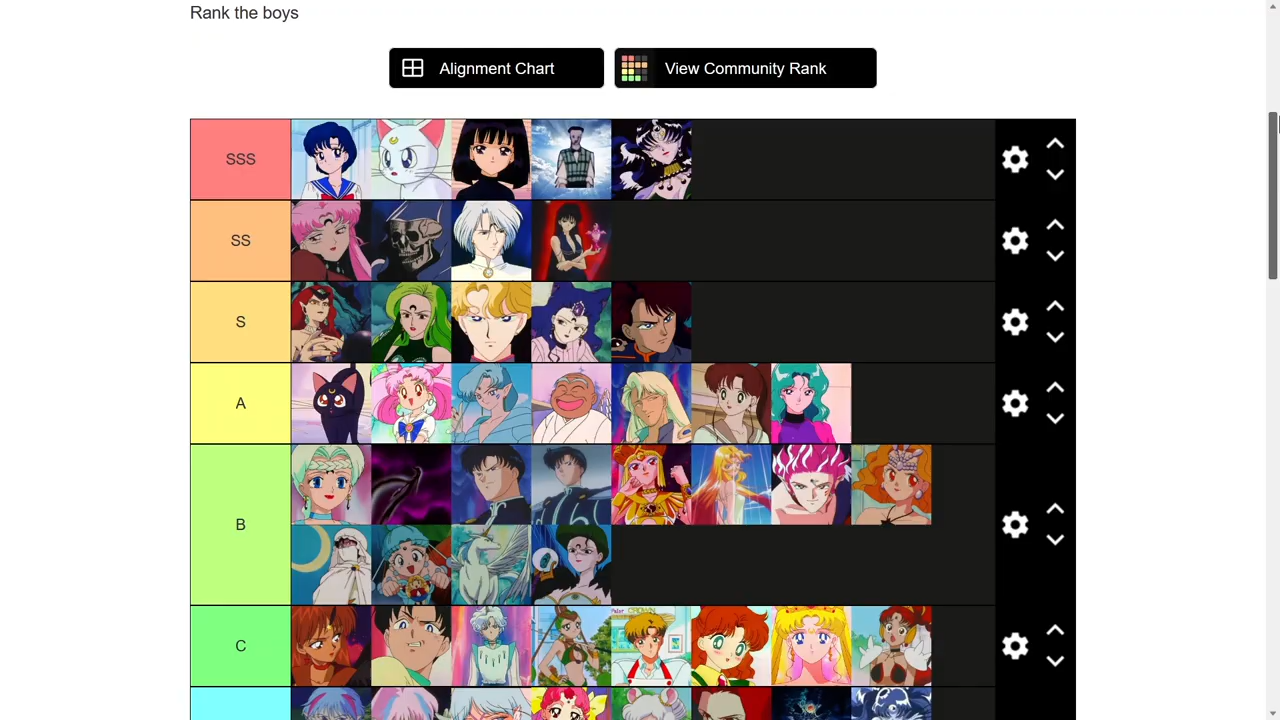 Rank the boys
Alignment Chart
View Community Rank
SSS
SS
S
A
B
C